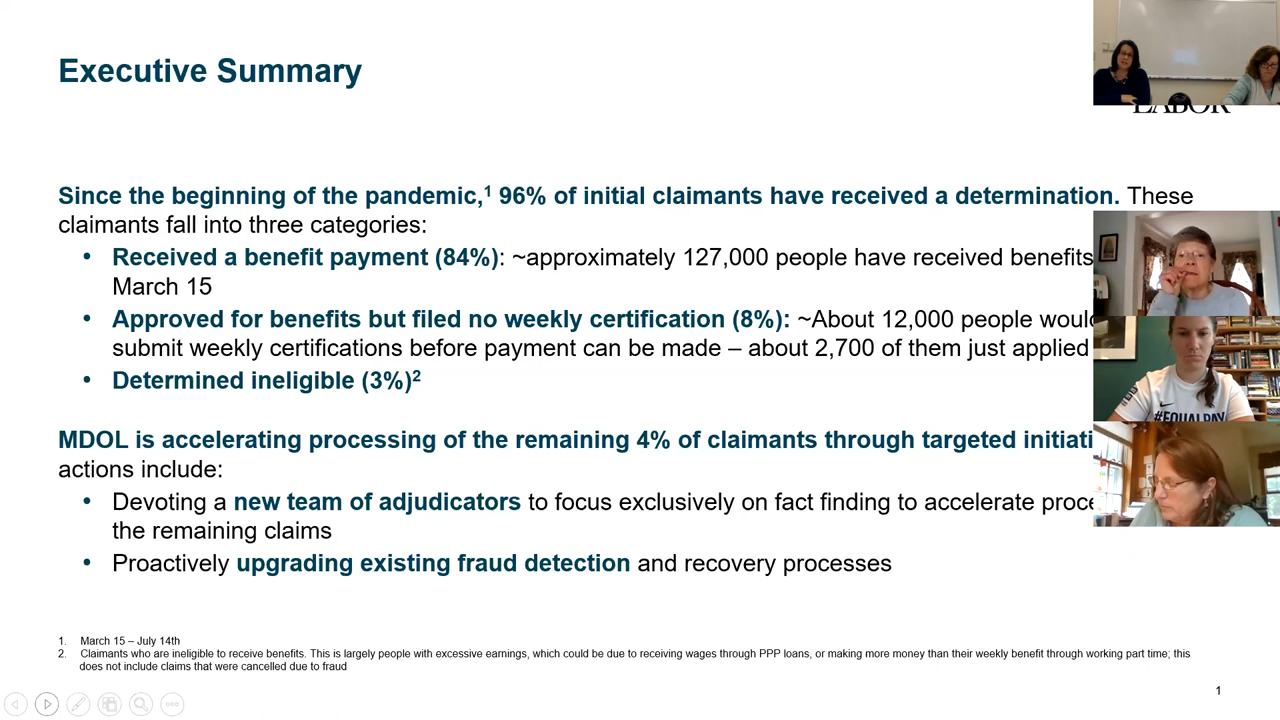 Executive Summary
LABOR
Since the beginning of the pandemic,¹ 96% of initial claimants have received a determination. These
claimants fall into three categories:
• Received a benefit payment (84%): ~approximately 127,000 people have received benefits
March 15
• Approved for benefits but filed no weekly certification (8%): ~About 12,000 people
submit weekly certifications before payment can be made – about 2,700 of them just applied
• Determined ineligible (3%)²
MDOL is accelerating processing of the remaining 4% of claimants through targeted
actions include:
• Devoting a new team of adjudicators to focus exclusively on fact finding to accelerate
the remaining claims
• Proactively upgrading existing fraud detection and recovery processes
#EQUALPAY
1. March 15 – July 14th
2. Claimants who are ineligible to receive benefits. This is largely people with excessive earnings, which could be due to receiving wages through PPP loans, or making more money than their weekly benefit through working part time; this
does not include claims that were cancelled due to fraud
1